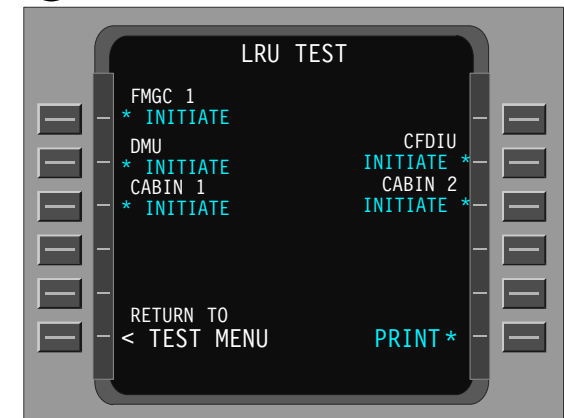 LRU TEST
FMGC 1
* INITIATE
DMU CFDIU
* INITIATE INITIATE *
CABIN 1 CABIN 2
* INITIATE INITIATE *
RETURN TO
< TEST MENU PRINT *